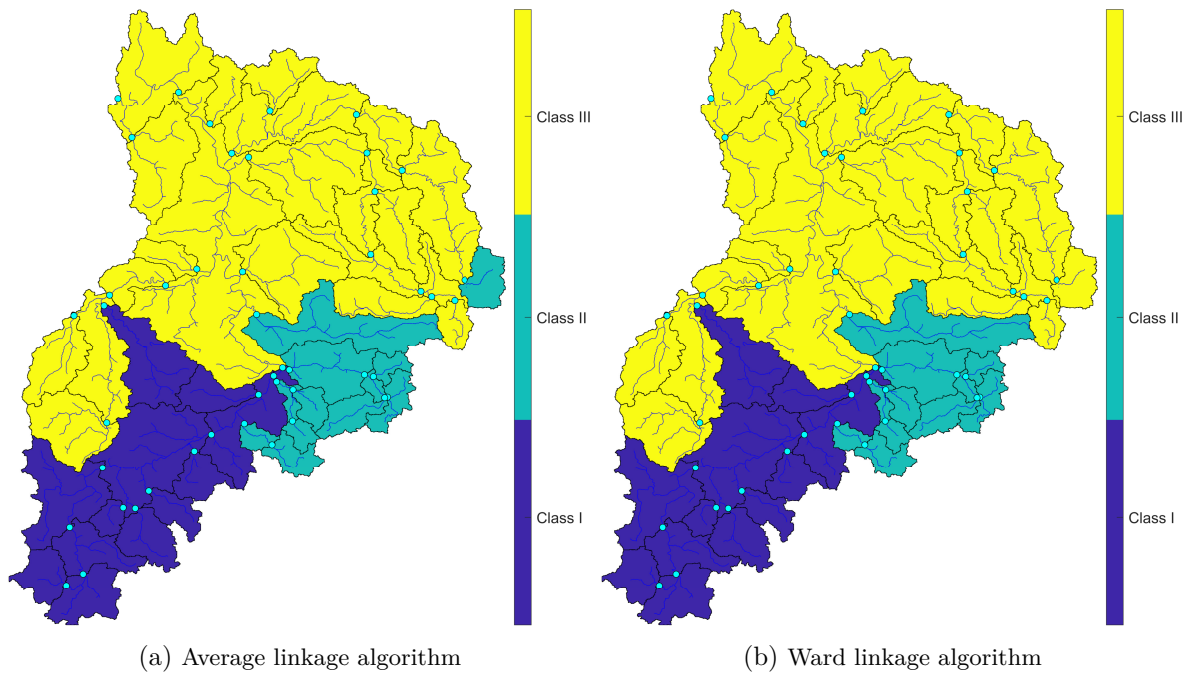 Class III
Class II
Class I
(a) Average linkage algorithm
Class III
Class II
Class I
(b) Ward linkage algorithm